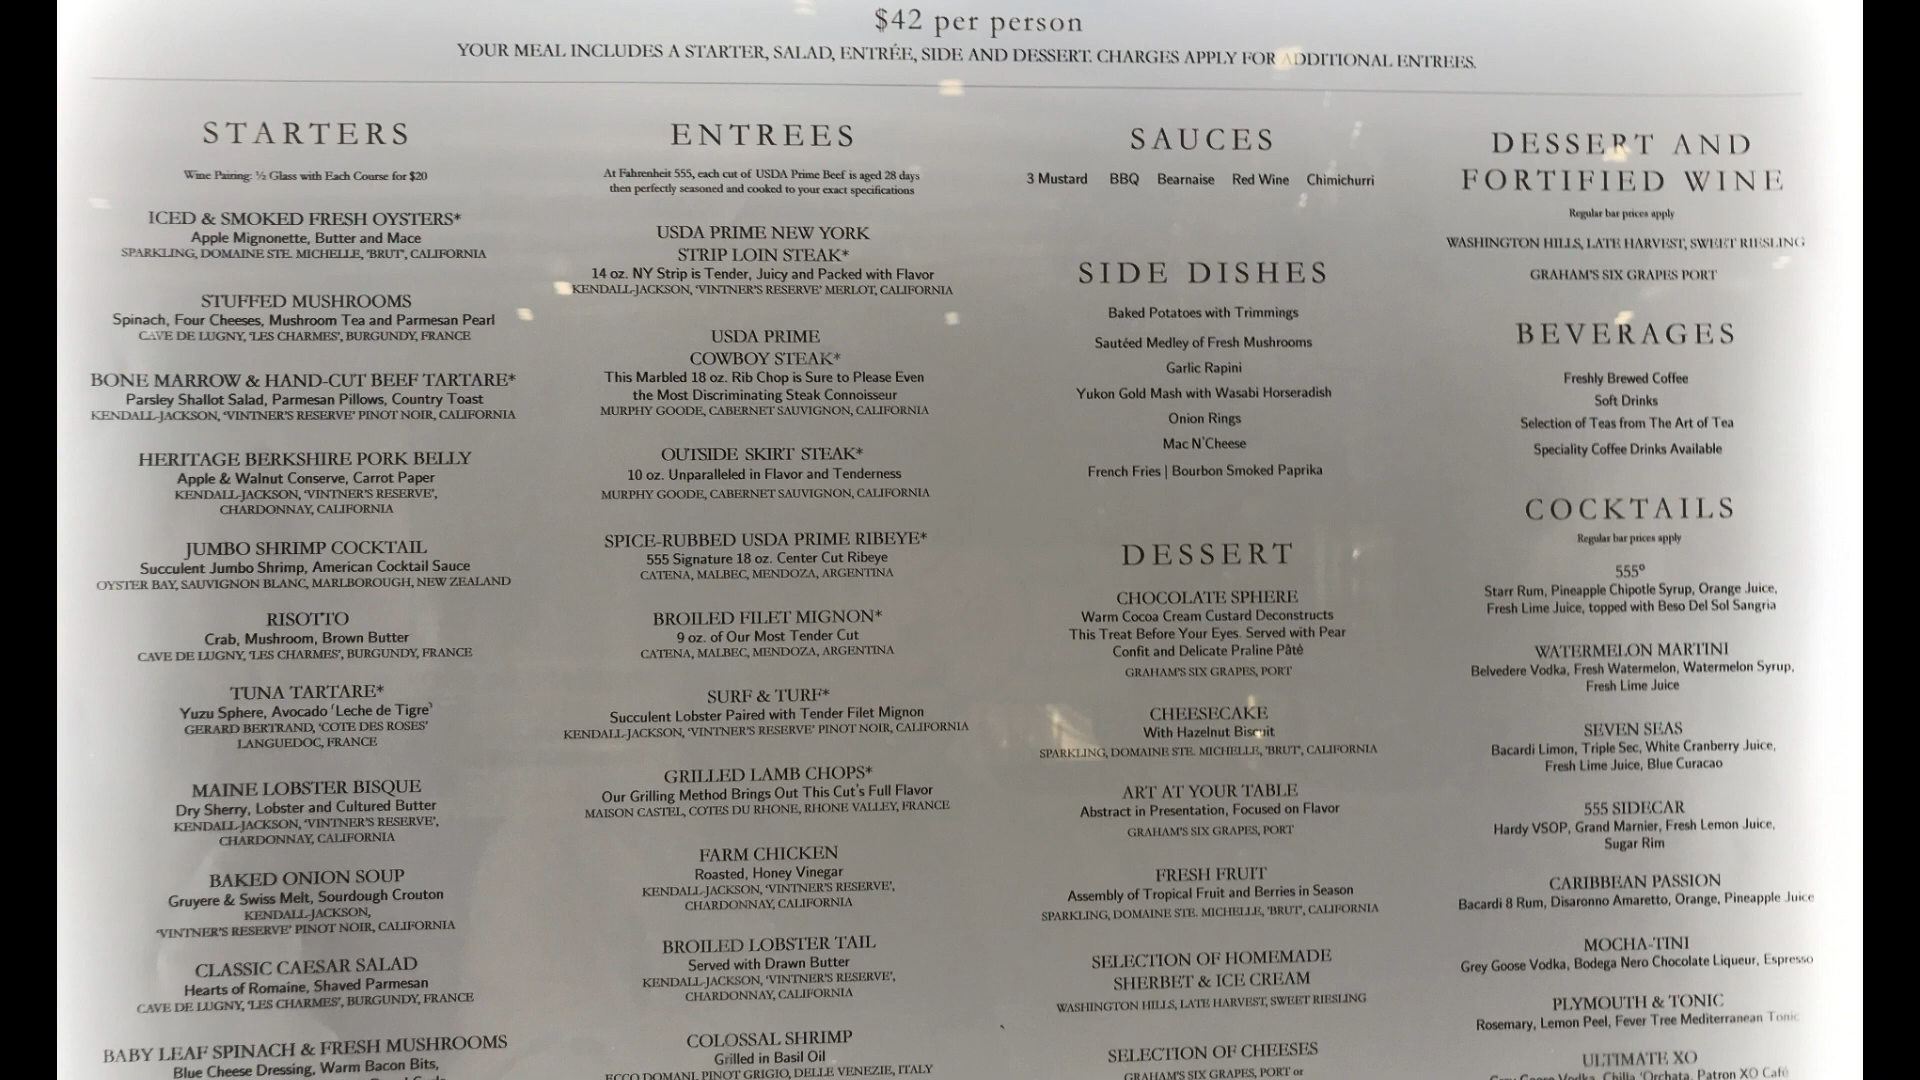 $42 per person
YOUR MEAL INCLUDES A STARTER, SALAD, ENTRÉE, SIDE AND DESSERT. CHARGES APPLY FOR ADDITIONAL ENTREES.
STARTERS
Wine Pairing: ½ Glass with Each Course for $20
ICED & SMOKED FRESH OYSTERS*
Apple Mignonette, Butter and Mace
SPARKLING, DOMAINE STE. MICHELLE, 'BRUT', CALIFORNIA
STUFFED MUSHROOMS
Spinach, Four Cheeses, Mushroom Tea and Parmesan Pearl
CAVE DE LUGNY, 'LES CHARMES', BURGUNDY, FRANCE
BONE MARROW & HAND-CUT BEEF TARTARE*
Parsley Shallot Salad, Parmesan Pillows, Country Toast
KENDALL-JACKSON, 'VINTNER'S RESERVE' PINOT NOIR, CALIFORNIA
HERITAGE BERKSHIRE PORK BELLY
Apple & Walnut Conserve, Carrot Paper
KENDALL-JACKSON, 'VINTNER'S RESERVE',
CHARDONNAY, CALIFORNIA
JUMBO SHRIMP COCKTAIL
Succulent Jumbo Shrimp, American Cocktail Sauce
OYSTER BAY, SAUVIGNON BLANC, MARLBOROUGH, NEW ZEALAND
RISOTTO
Crab, Mushroom, Brown Butter
CAVE DE LUGNY, 'LES CHARMES', BURGUNDY, FRANCE
TUNA TARTARE*
Yuzu Sphere, Avocado 'Leche de Tigre'
GERARD BERTRAND, 'COTE DES ROSES'
LANGUEDOC, FRANCE
MAINE LOBSTER BISQUE
Dry Sherry, Lobster and Cultured Butter
KENDALL-JACKSON, 'VINTNER'S RESERVE',
CHARDONNAY, CALIFORNIA
BAKED ONION SOUP
Gruyere & Swiss Melt, Sourdough Crouton
KENDALL-JACKSON,
'VINTNER'S RESERVE' PINOT NOIR, CALIFORNIA
CLASSIC CAESAR SALAD
Hearts of Romaine, Shaved Parmesan
CAVE DE LUGNY, 'LES CHARMES', BURGUNDY, FRANCE
BABY LEAF SPINACH & FRESH MUSHROOMS
Blue Cheese Dressing, Warm Bacon Bits,
ENTREES
At Fahrenheit 555, each cut of USDA Prime Beef is aged 28 days
then perfectly seasoned and cooked to your exact specifications
USDA PRIME NEW YORK
STRIP LOIN STEAK*
14 oz. NY Strip is Tender, Juicy and Packed with Flavor
KENDALL-JACKSON, 'VINTNER'S RESERVE' MERLOT, CALIFORNIA
USDA PRIME
COWBOY STEAK*
This Marbled 18 oz. Rib Chop is Sure to Please Even
the Most Discriminating Steak Connoisseur
MURPHY GOODE, CABERNET SAUVIGNON, CALIFORNIA
OUTSIDE SKIRT STEAK*
10 oz. Unparalleled in Flavor and Tenderness
MURPHY GOODE, CABERNET SAUVIGNON, CALIFORNIA
SPICE-RUBBED USDA PRIME RIBEYE*
555 Signature 18 oz. Center Cut Ribeye
CATENA, MALBEC, MENDOZA, ARGENTINA
BROILED FILET MIGNON*
9 oz. of Our Most Tender Cut
CATENA, MALBEC, MENDOZA, ARGENTINA
SURF & TURF*
Succulent Lobster Paired with Tender Filet Mignon
KENDALL-JACKSON, 'VINTNER'S RESERVE' PINOT NOIR, CALIFORNIA
GRILLED LAMB CHOPS*
Our Grilling Method Brings Out This Cut's Full Flavor
MAISON CASTEL, COTES DU RHONE, RHONE VALLEY, FRANCE
FARM CHICKEN
Roasted, Honey Vinegar
KENDALL-JACKSON, 'VINTNER'S RESERVE',
CHARDONNAY, CALIFORNIA
BROILED LOBSTER TAIL
Served with Drawn Butter
KENDALL-JACKSON, 'VINTNER'S RESERVE',
CHARDONNAY, CALIFORNIA
COLOSSAL SHRIMP
Grilled in Basil Oil
ECCO DOMANI, PINOT GRIGIO, DELLE VENEZIE, ITALY
SAUCES
3 Mustard BBQ Bearnaise Red Wine Chimichurri
SIDE DISHES
Baked Potatoes with Trimmings
Sautéed Medley of Fresh Mushrooms
Garlic Rapini
Yukon Gold Mash with Wasabi Horseradish
Onion Rings
Mac N'Cheese
French Fries | Bourbon Smoked Paprika
DESSERT
CHOCOLATE SPHERE
Warm Cocoa Cream Custard Deconstructs
This Treat Before Your Eyes. Served with Pear
Confit and Delicate Praline Pâté
GRAHAM'S SIX GRAPES, PORT
CHEESECAKE
With Hazelnut Biscuit
SPARKLING, DOMAINE STE. MICHELLE, 'BRUT', CALIFORNIA
ART AT YOUR TABLE
Abstract in Presentation, Focused on Flavor
GRAHAM'S SIX GRAPES, PORT
FRESH FRUIT
Assembly of Tropical Fruit and Berries in Season
SPARKLING, DOMAINE STE. MICHELLE, 'BRUT', CALIFORNIA
SELECTION OF HOMEMADE
SHERBET & ICE CREAM
WASHINGTON HILLS, LATE HARVEST, SWEET RIESLING
SELECTION OF CHEESES
GRAHAM'S SIX GRAPES, PORT or
DESSERT AND
FORTIFIED WINE
Regular bar prices apply
WASHINGTON HILLS, LATE HARVEST, SWEET RIESLING
GRAHAM'S SIX GRAPES PORT
BEVERAGES
Freshly Brewed Coffee
Soft Drinks
Selection of Teas from The Art of Tea
Speciality Coffee Drinks Available
COCKTAILS
Regular bar prices apply
555°
Starr Rum, Pineapple Chipotle Syrup, Orange Juice,
Fresh Lime Juice, topped with Beso Del Sol Sangria
WATERMELON MARTINI
Belvedere Vodka, Fresh Watermelon, Watermelon Syrup,
Fresh Lime Juice
SEVEN SEAS
Bacardi Limon, Triple Sec, White Cranberry Juice,
Fresh Lime Juice, Blue Curacao
555 SIDECAR
Hardy VSOP, Grand Marnier, Fresh Lemon Juice,
Sugar Rim
CARIBBEAN PASSION
Bacardi 8 Rum, Disaronno Amaretto, Orange, Pineapple Juice
MOCHA-TINI
Grey Goose Vodka, Bodega Nero Chocolate Liqueur, Espresso
PLYMOUTH & TONIC
Rosemary, Lemon Peel, Fever Tree Mediterranean Tonic
ULTIMATE XO
Grey Goose Vodka, Chilla 'Orchata, Patron XO Café